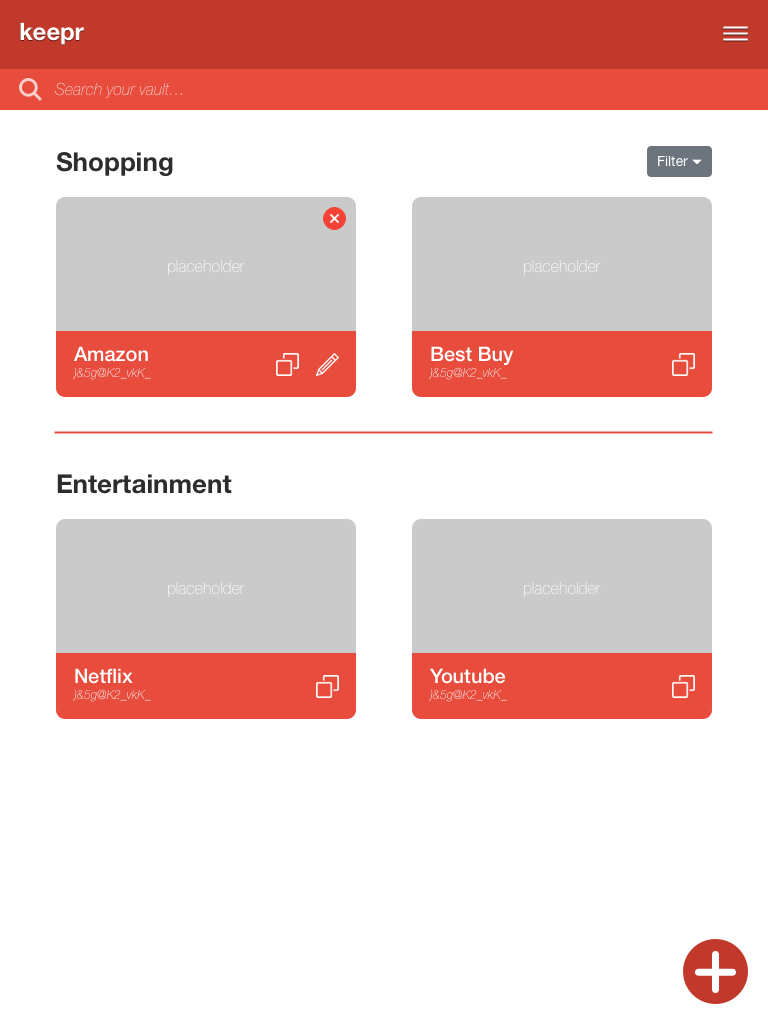 keepr
Search your vault…
Shopping
Filter
placeholder
placeholder
Amazon
)&5g@K2_vkK_
Best Buy
)&5g@K2_vkK_
Entertainment
placeholder
placeholder
Netflix
)&5g@K2_vkK_
Youtube
)&5g@K2_vkK_